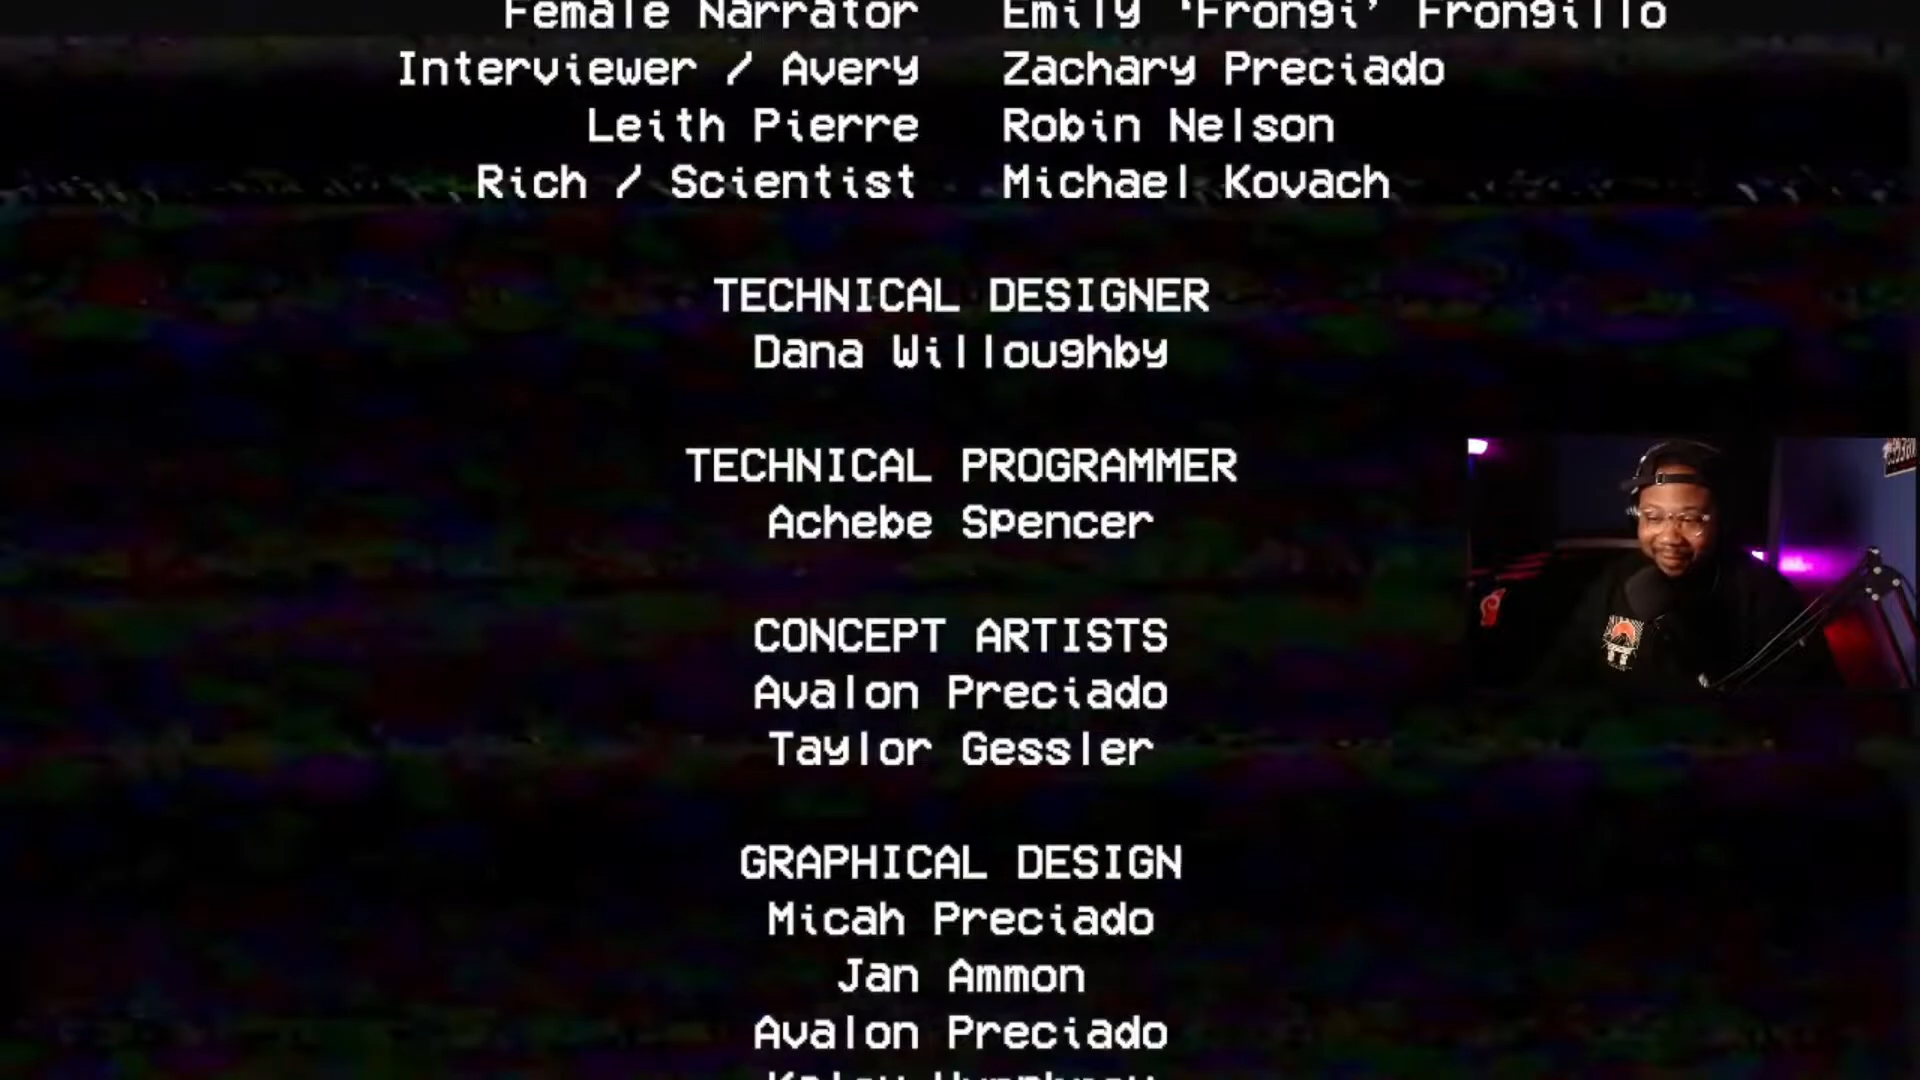 Female Narrator Emily 'Frongi' Frongillo
Interviewer / Avery Zachary Preciado
Leith Pierre Robin Nelson
Rich / Scientist Michael Kovach
TECHNICAL DESIGNER
Dana Willoughby
TECHNICAL PROGRAMMER
Achebe Spencer
CONCEPT ARTISTS
Avalon Preciado
Taylor Gessler
GRAPHICAL DESIGN
Micah Preciado
Jan Ammon
Avalon Preciado